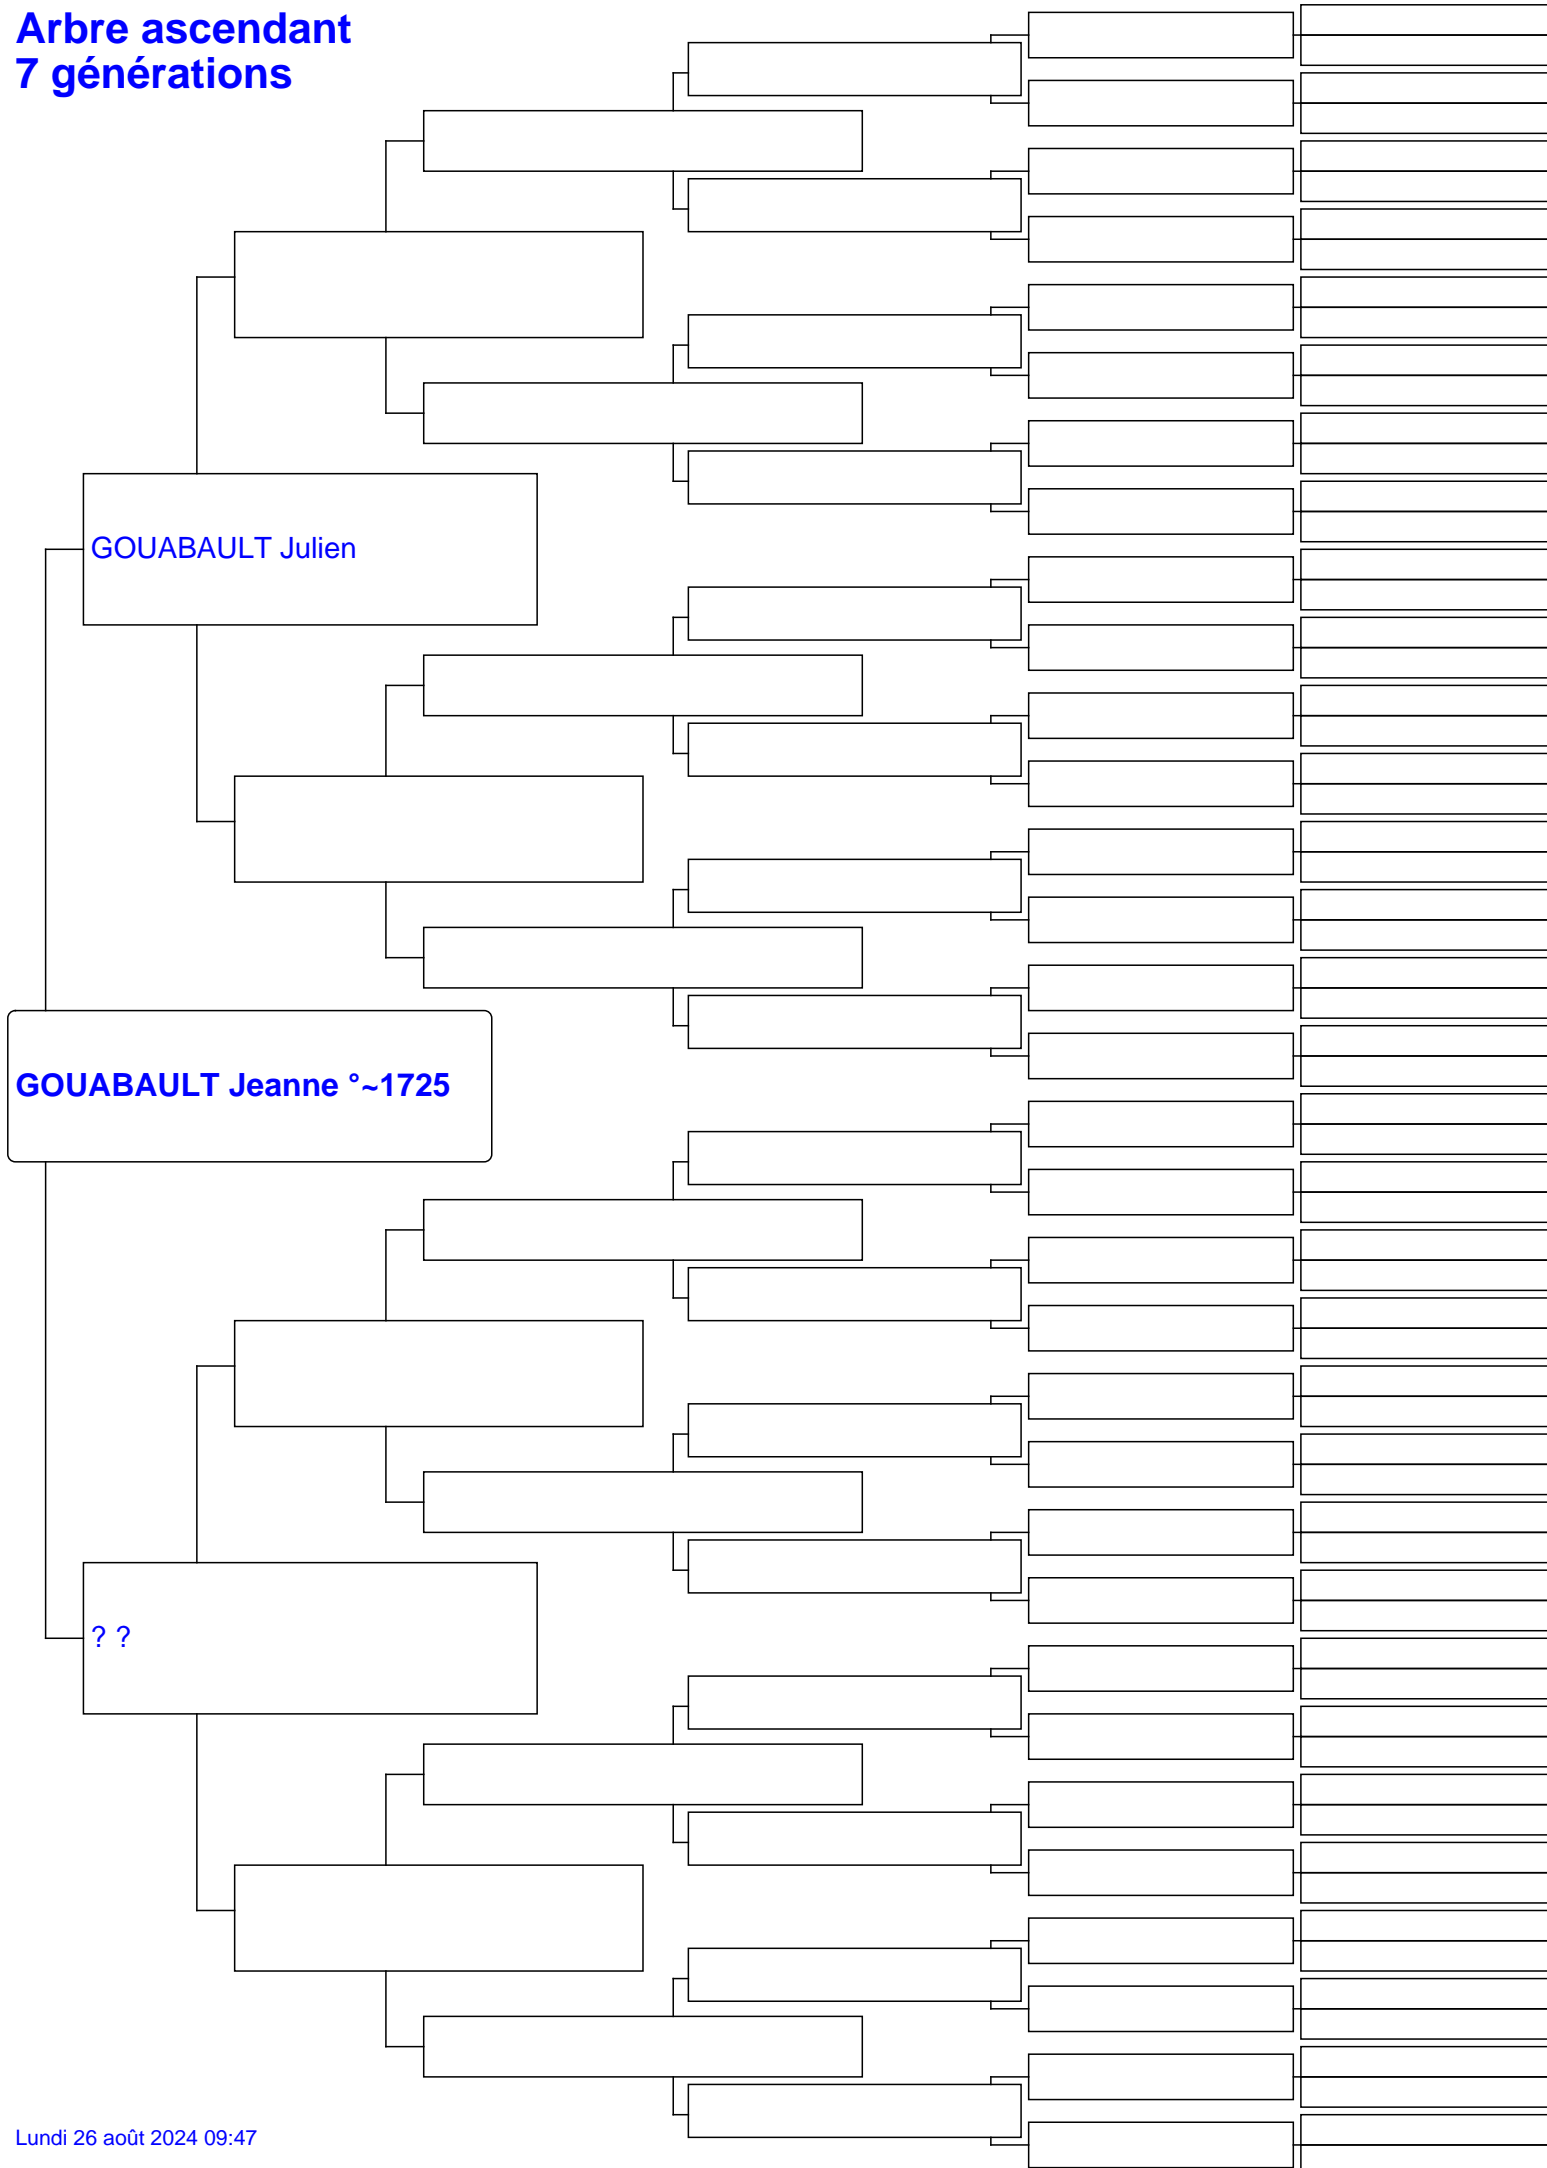 Arbre ascendant
7 générations
GOUABAULT Julien
GOUABAULT Jeanne °~1725
? ?
Lundi 26 août 2024 09:47